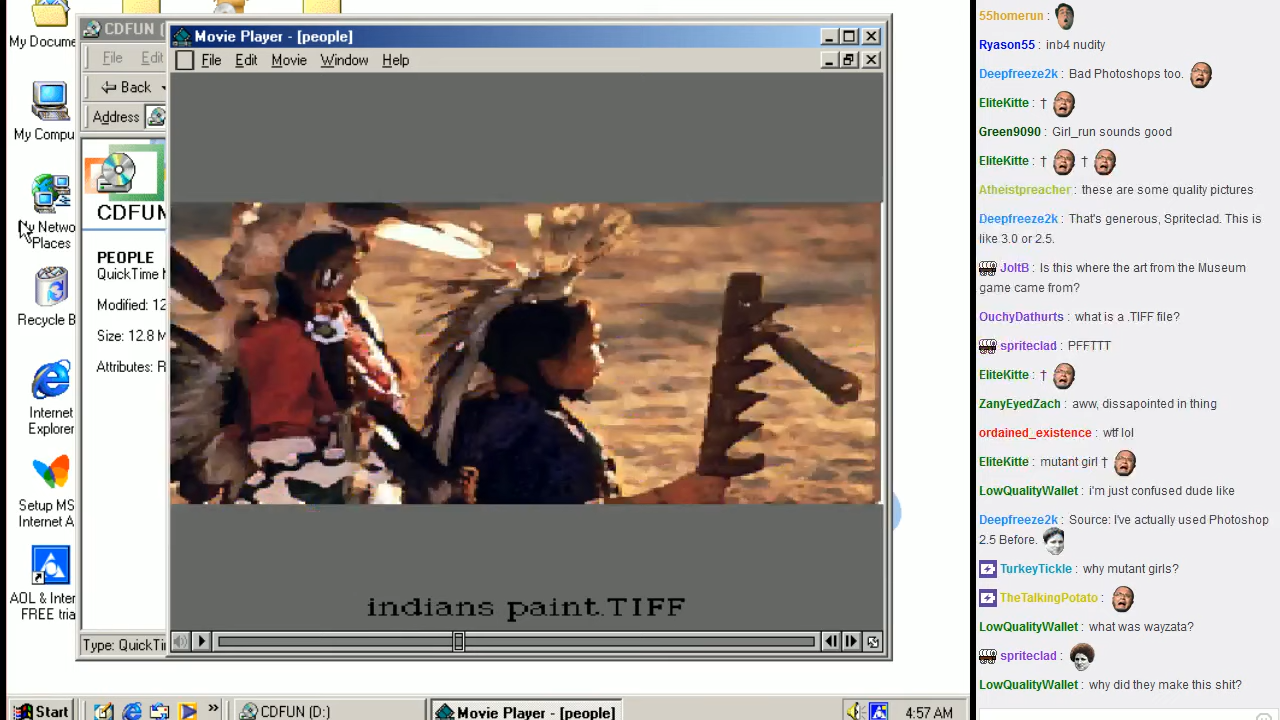 My Docume
My Compu
My Netwo
Places
Recycle B
Internet
Explorer
Setup MS
Internet A
AOL & Inter
FREE tria
CDFUN (
File Edit
Back
Address
CDFUN
PEOPLE
QuickTime
Modified: 12
Size: 12.8 M
Attributes: R
Type: QuickTi
Movie Player - [people]
File Edit Movie Window Help
indians paint.TIFF
Start
CDFUN (D:)
Movie Player - [people]
4:57 AM
55homerun :
Ryason55 : inb4 nudity
Deepfreeze2k : Bad Photoshops too.
EliteKitte : †
Green9090 : Girl_run sounds good
EliteKitte : † †
Atheistpreacher : these are some quality pictures
Deepfreeze2k : That's generous, Spriteclad. This is
like 3.0 or 2.5.
JoltB : Is this where the art from the Museum
game came from?
OuchyDathurts : what is a .TIFF file?
spriteclad : PFFTTT
EliteKitte : †
ZanyEyedZach : aww, dissapointed in thing
ordained_existence : wtf lol
EliteKitte : mutant girl †
LowQualityWallet : i'm just confused dude like
Deepfreeze2k : Source: I've actually used Photoshop
2.5 Before.
TurkeyTickle : why mutant girls?
TheTalkingPotato :
LowQualityWallet : what was wayzata?
spriteclad :
LowQualityWallet : why did they make this shit?